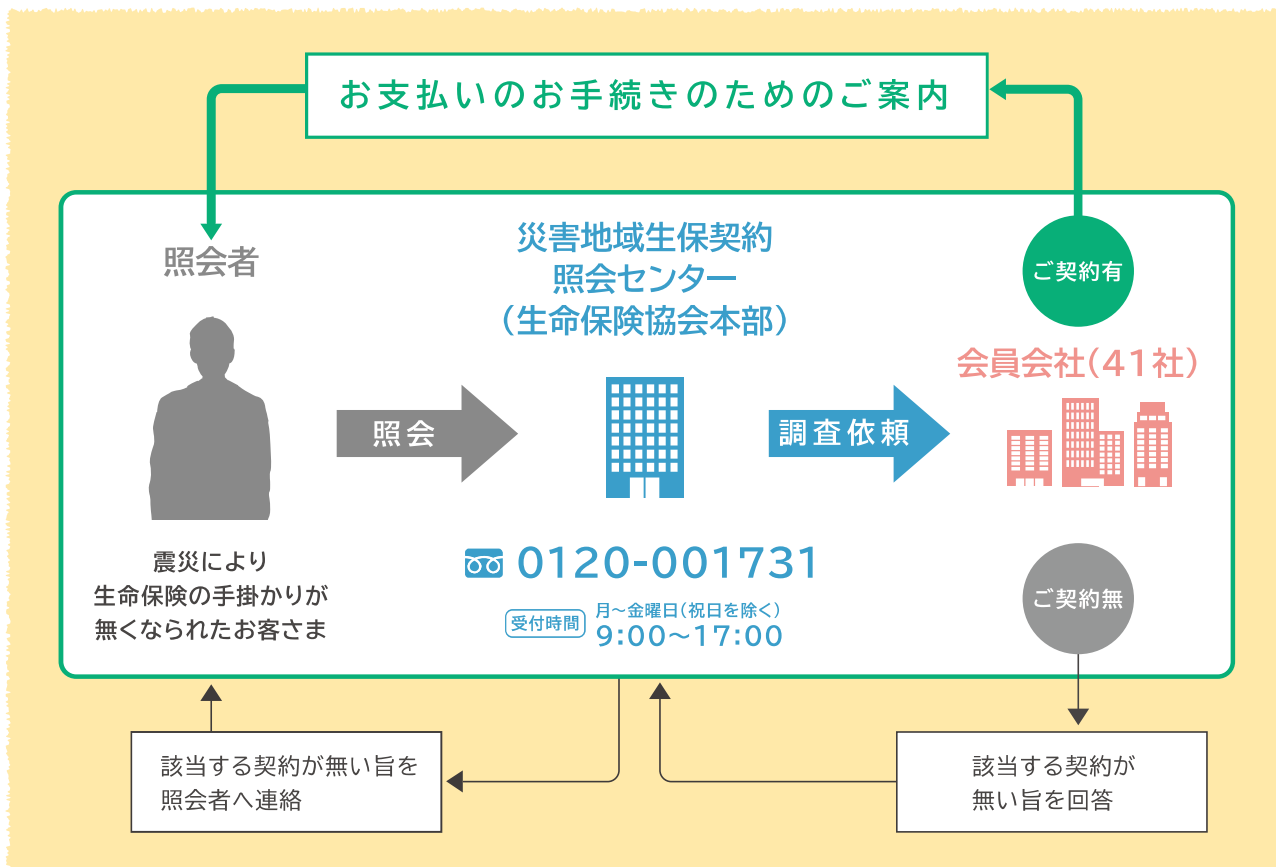 お支払いのお手続きのためのご案内
照会者
災害地域生保契約
照会センター
（生命保険協会本部）
ご契約有
会員会社（41社）
照会
調査依頼
震災により
生命保険の手掛かりが
無くなられたお客さま
0120-001731
受付時間
月～金曜日（祝日を除く）
9:00～17:00
ご契約無
該当する契約が無い旨を
照会者へ連絡
該当する契約が
無い旨を回答